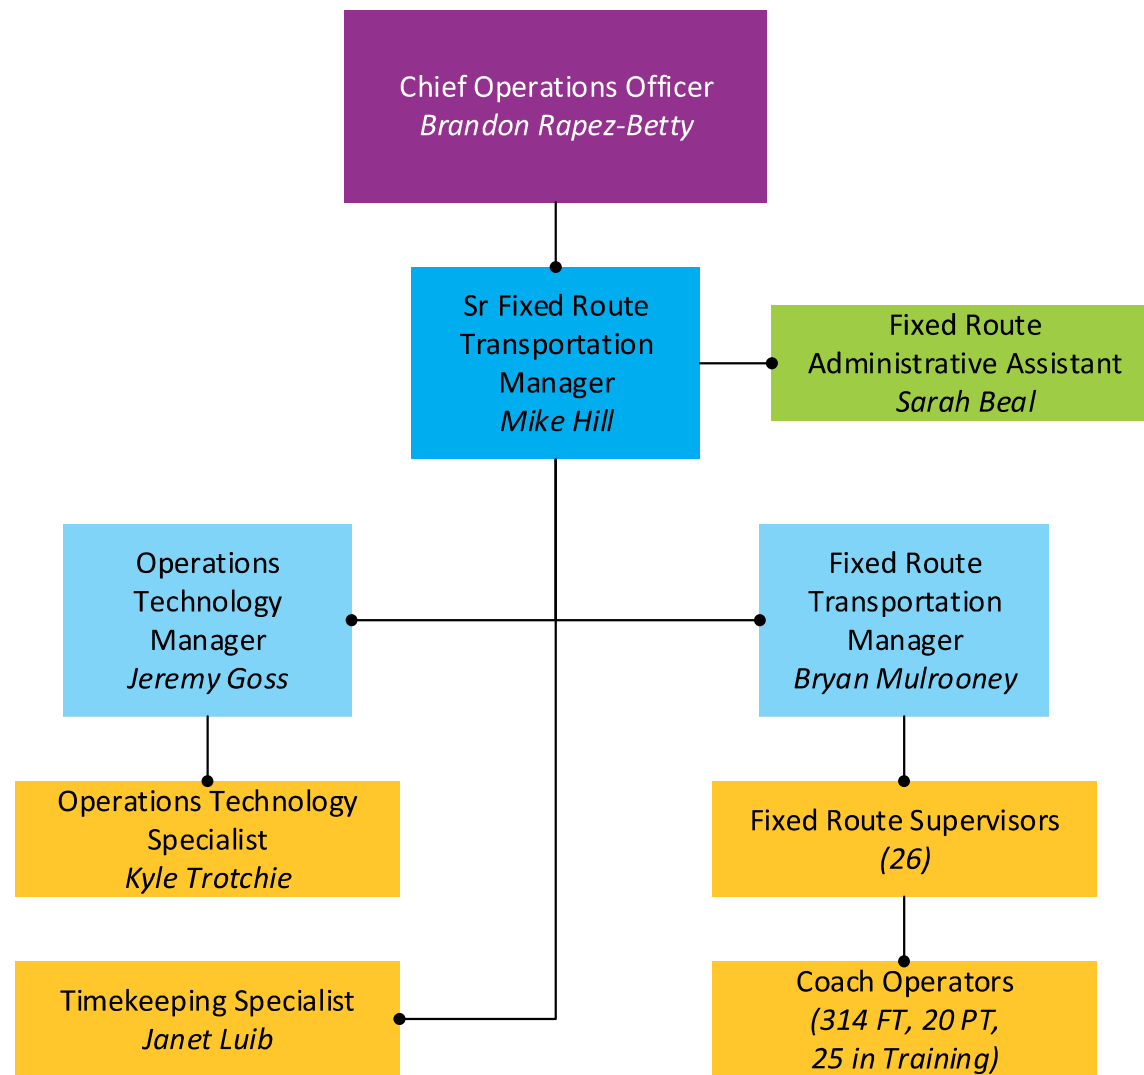 Chief Operations Officer
Brandon Rapez-Betty
Sr Fixed Route
Transportation
Manager
Mike Hill
Fixed Route
Administrative Assistant
Sarah Beal
Operations
Technology
Manager
Jeremy Goss
Fixed Route
Transportation
Manager
Bryan Mulrooney
Operations Technology
Specialist
Kyle Trotchie
Fixed Route Supervisors
(26)
Timekeeping Specialist
Janet Luib
Coach Operators
(314 FT, 20 PT,
25 in Training)